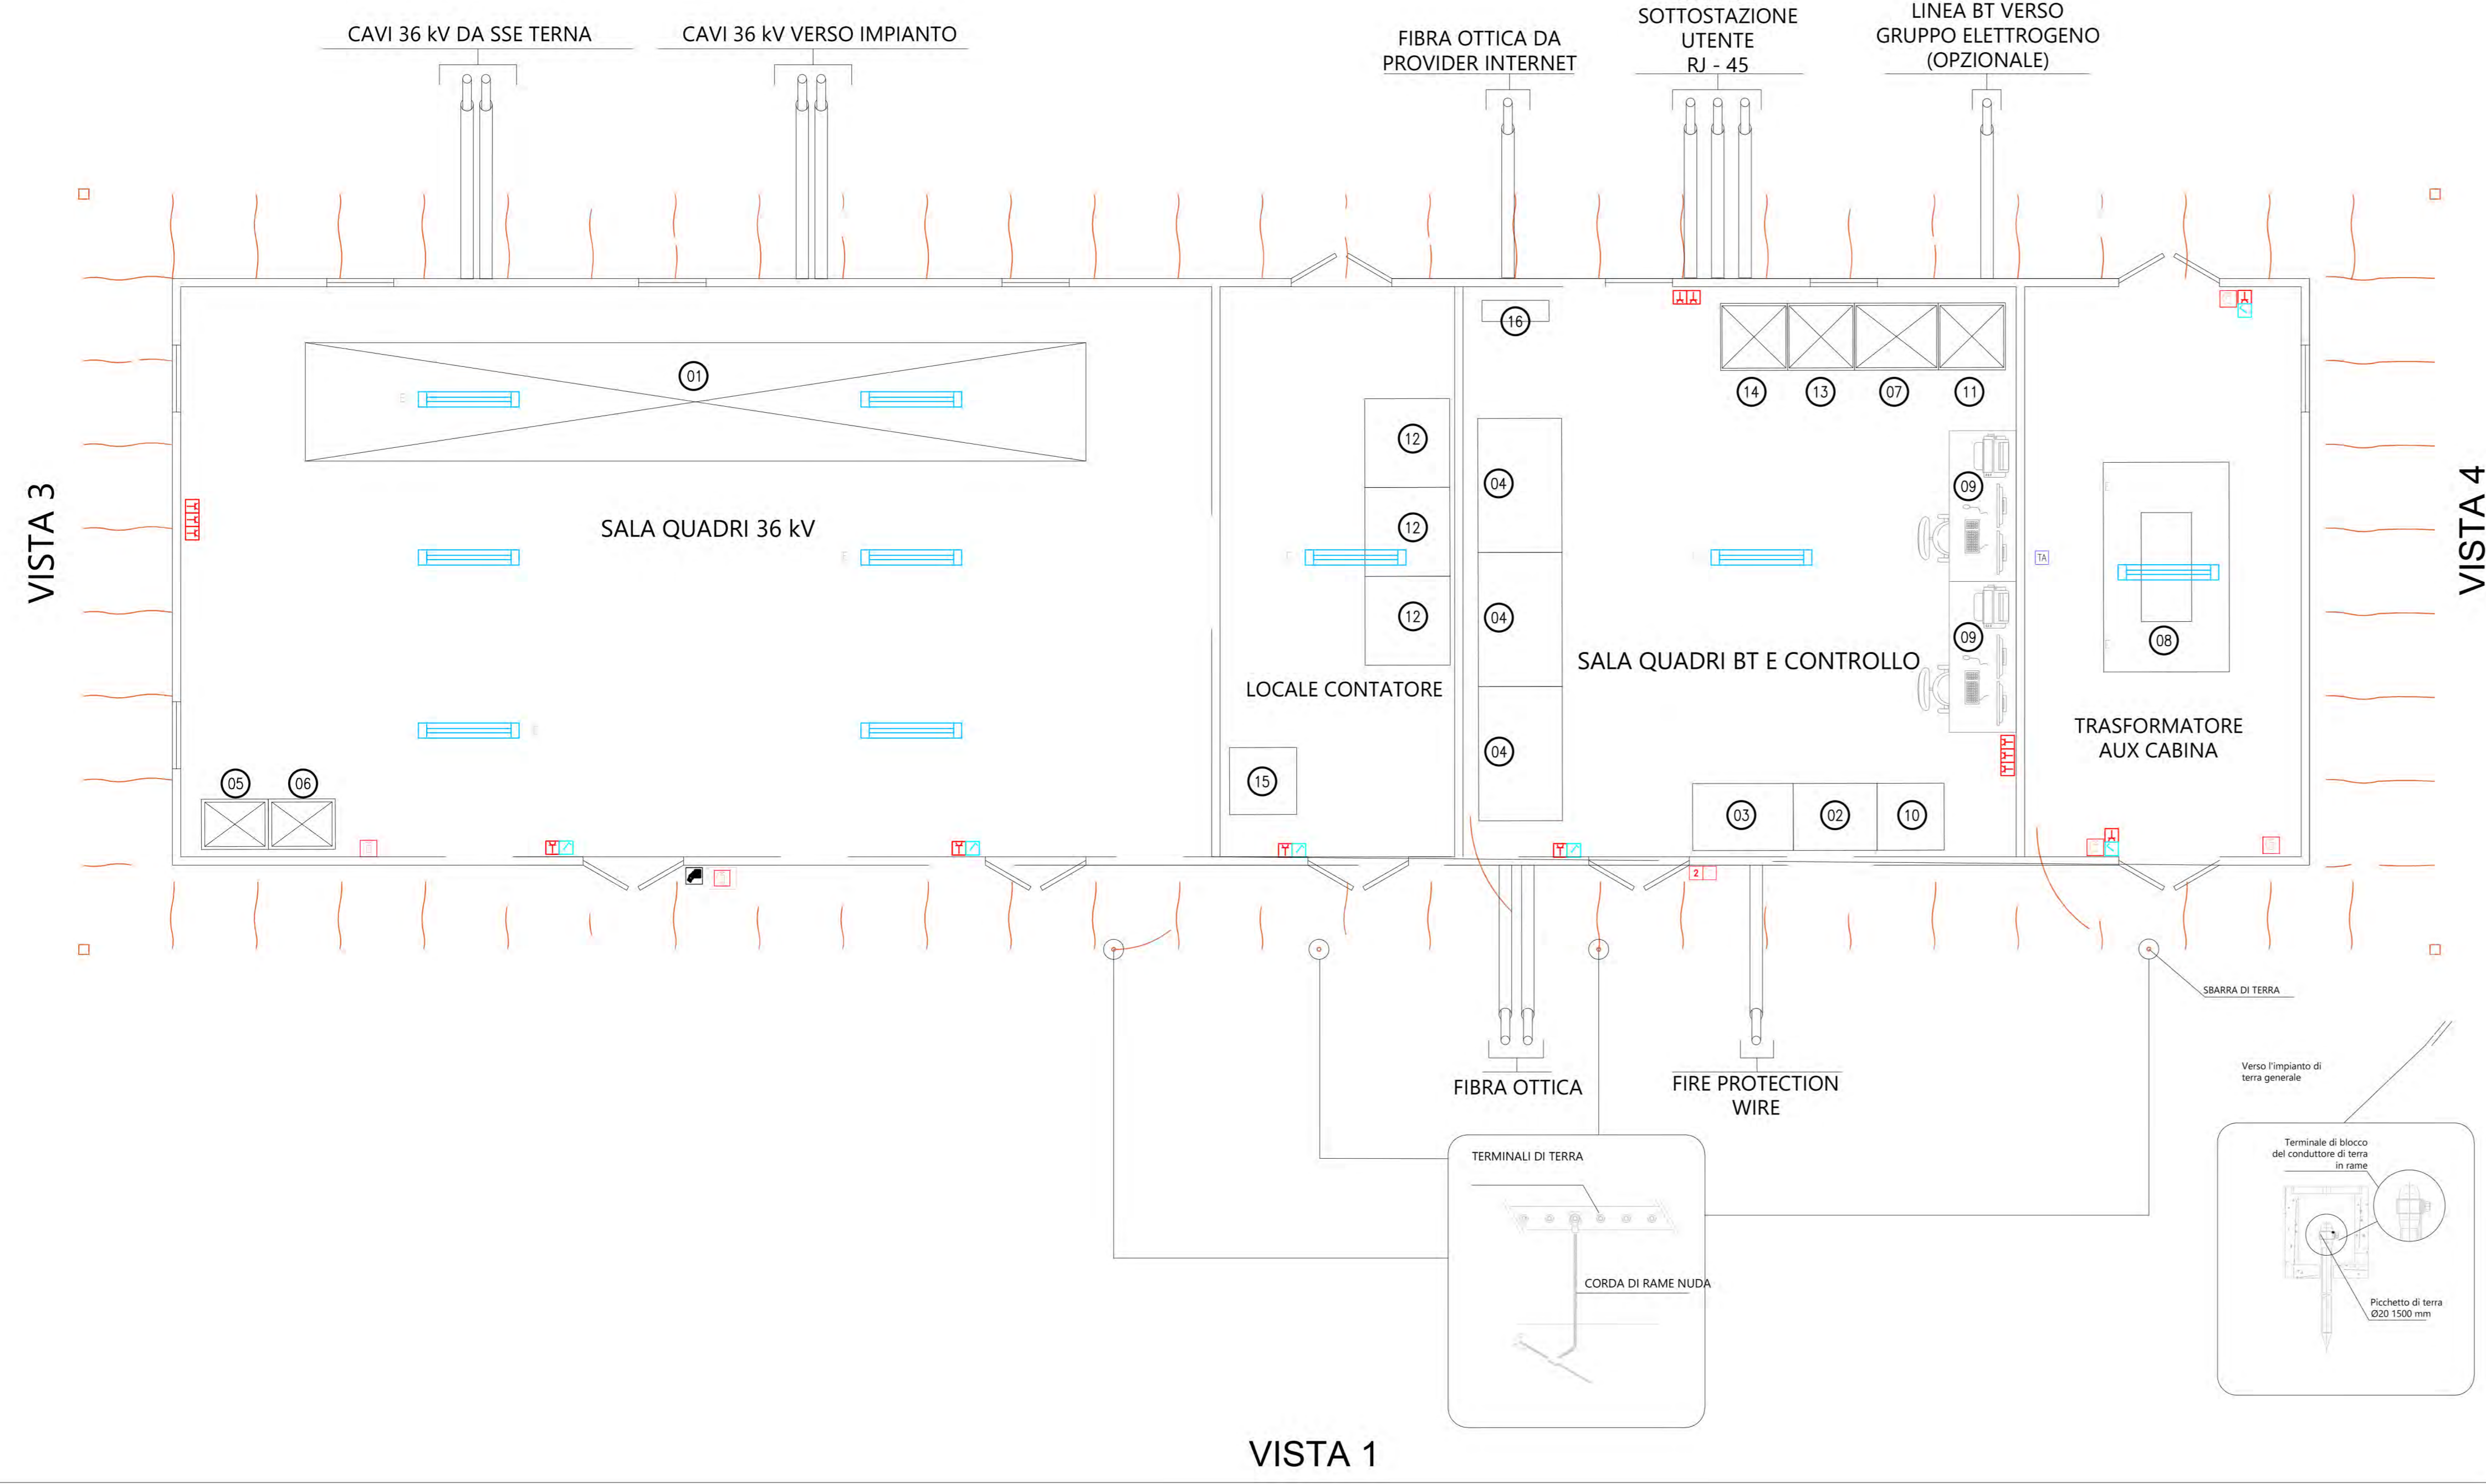 CAVI 36 kV DA SSE TERNA
CAVI 36 kV VERSO IMPIANTO
FIBRA OTTICA DA
PROVIDER INTERNET
SOTTOSTAZIONE
UTENTE
RJ - 45
LINEA BT VERSO
GRUPPO ELETTROGENO
(OPZIONALE)
VISTA 3
VISTA 4
01
16
14
13
07
11
12
12
12
04
04
04
09
09
SALA QUADRI 36 kV
TA
08
SALA QUADRI BT E CONTROLLO
LOCALE CONTATORE
TRASFORMATORE
AUX CABINA
05
06
15
03
02
10
2
SBARRA DI TERRA
FIBRA OTTICA
FIRE PROTECTION
WIRE
Verso l'impianto di
terra generale
TERMINALI DI TERRA
CORDA DI RAME NUDA
Terminale di blocco
del conduttore di terra
in rame
Picchetto di terra
Ø20 1500 mm
VISTA 1